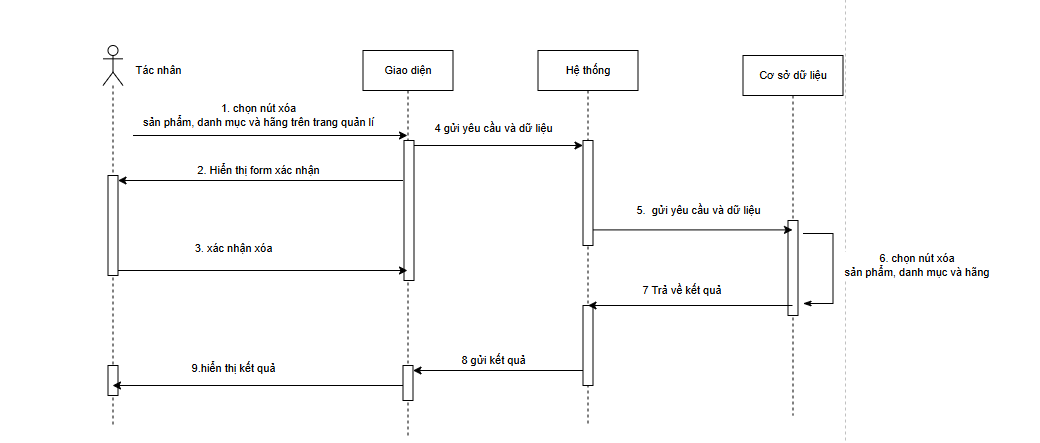 Tác nhân
Giao diện
Hệ thống
Cơ sở dữ liệu
1. chọn nút xóa
sản phẩm, danh mục và hãng trên trang quản lí
4 gửi yêu cầu và dữ liệu
2. Hiển thị form xác nhận
5. gửi yêu cầu và dữ liệu
3. xác nhận xóa
6. chọn nút xóa
sản phẩm, danh mục và hãng
7 Trả về kết quả
8 gửi kết quả
9.hiển thị kết quả